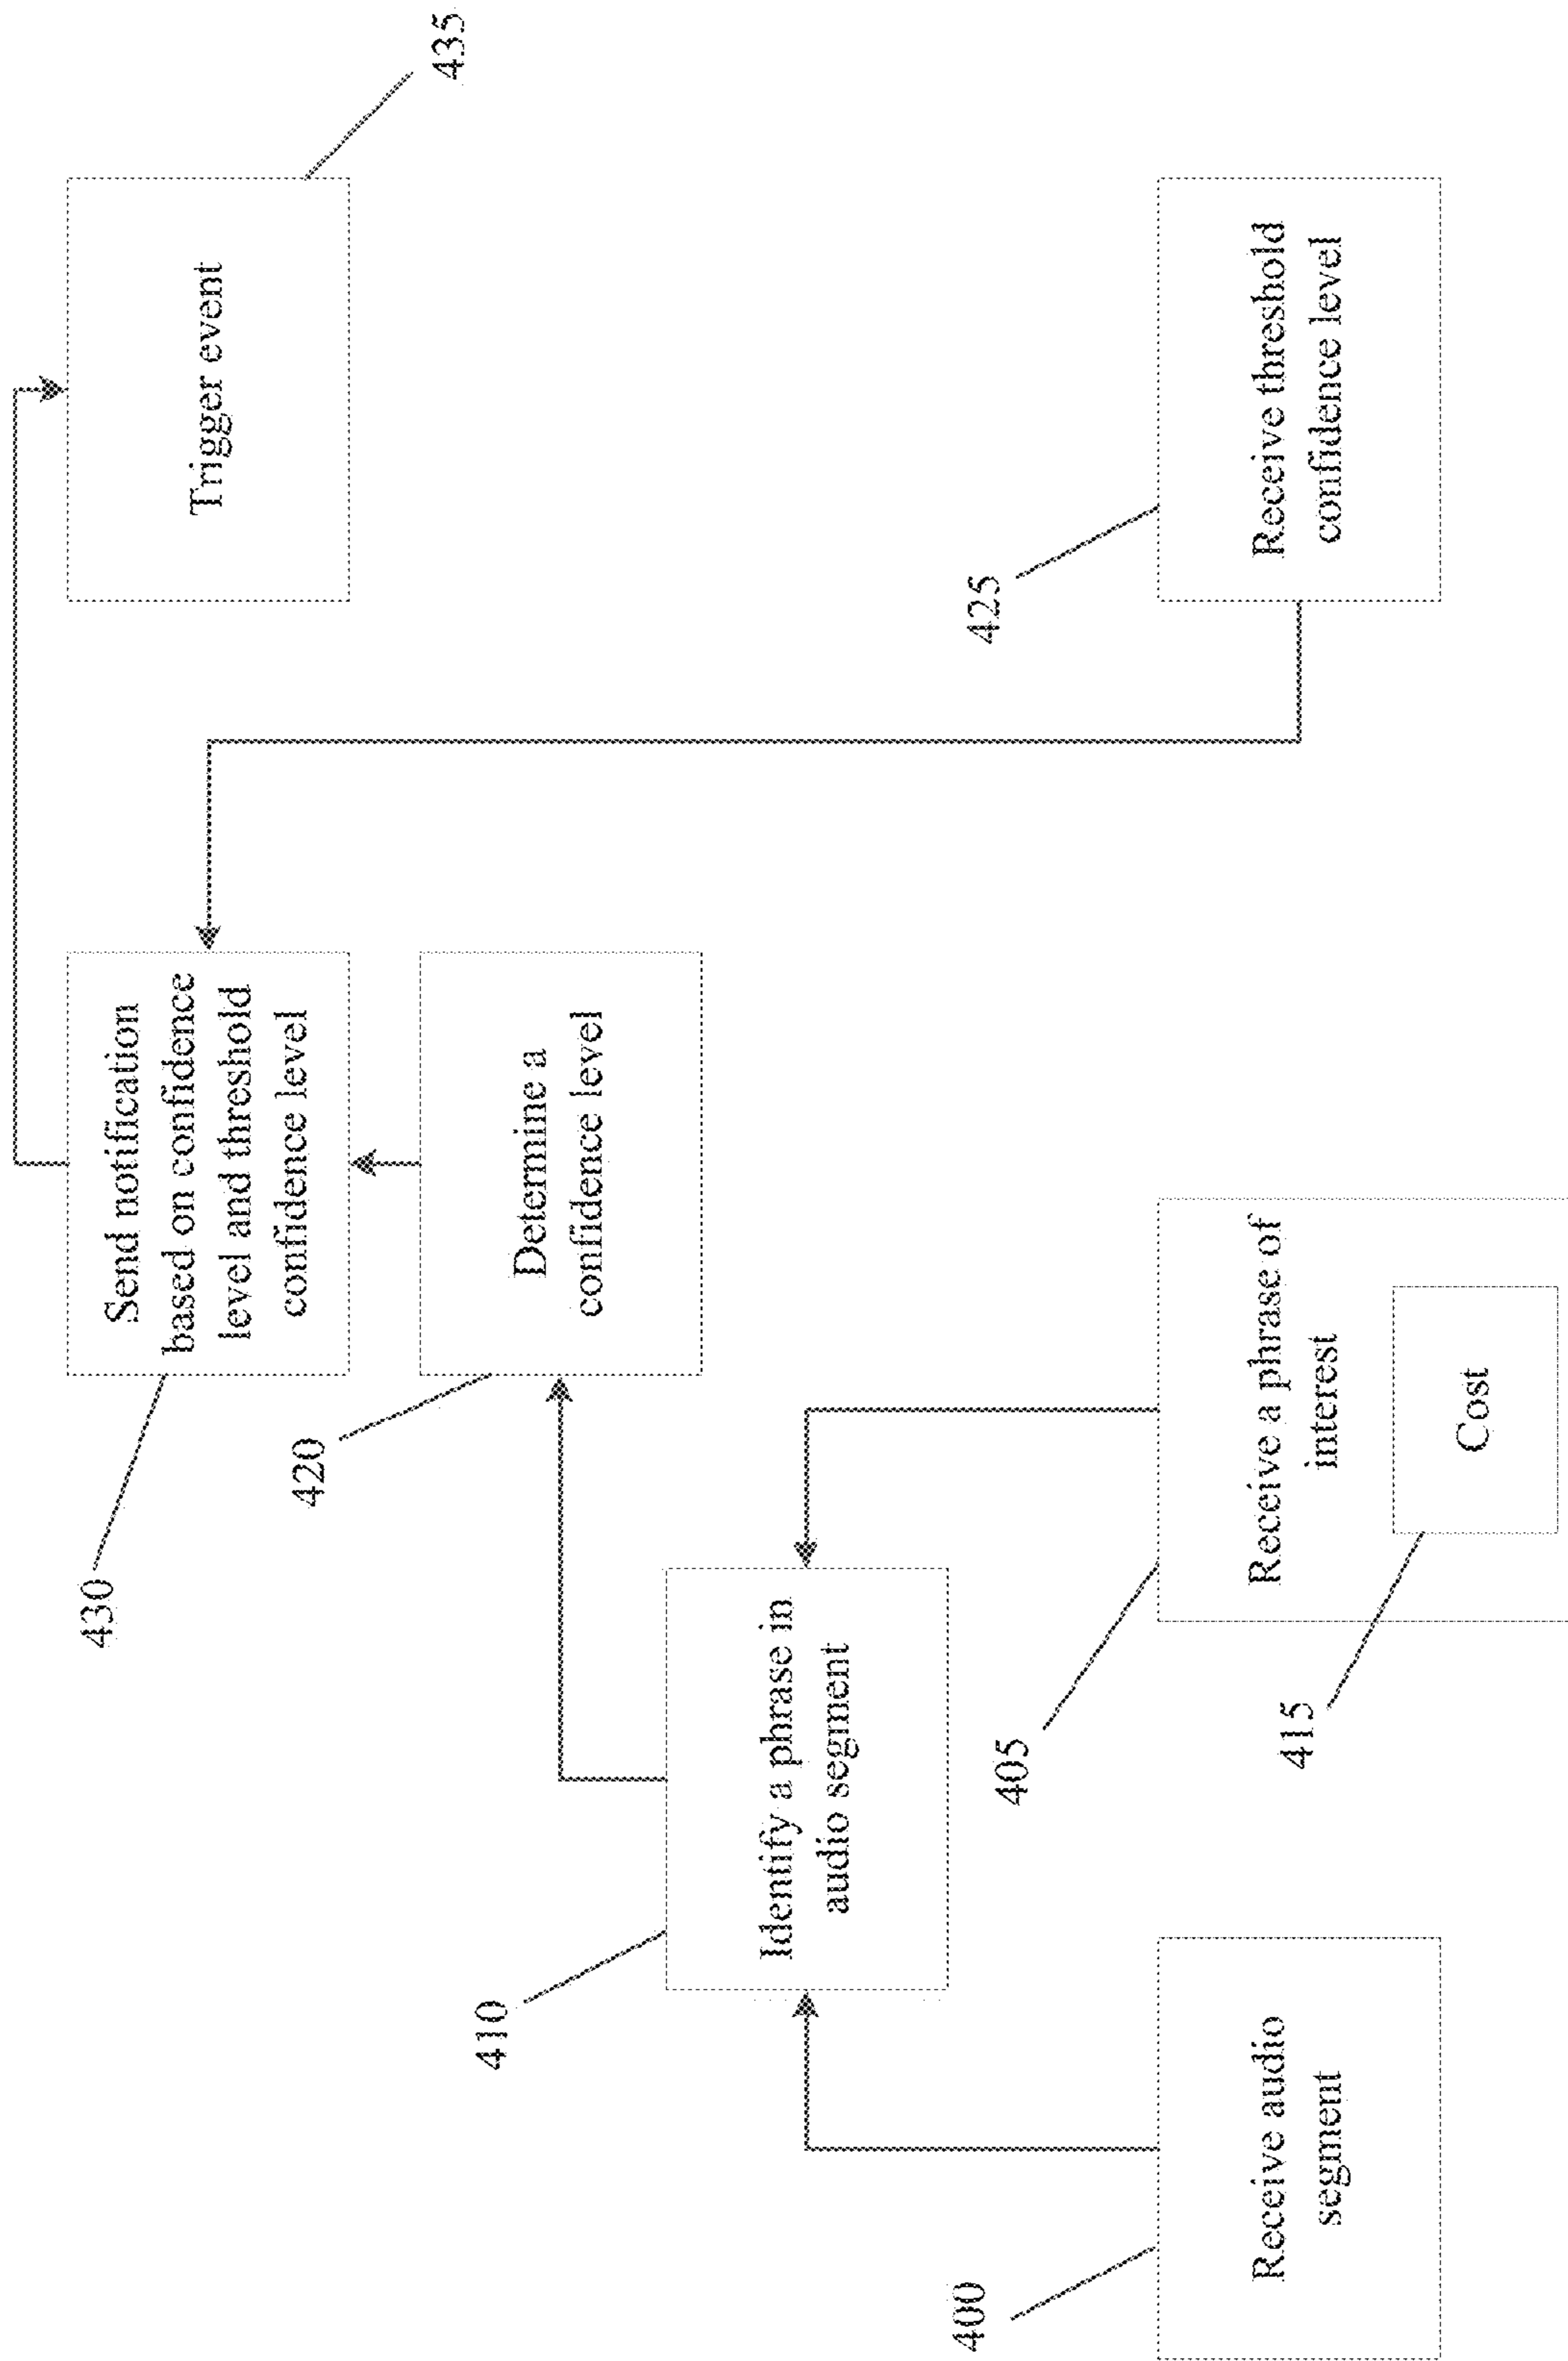 Send notification
based on confidence
level and threshold
confidence level
430
Trigger event
435
Determine a
confidence level
420
Identify a phrase in
audio segment
410
Receive audio
segment
400
Receive a phrase of
interest
405
Cost
415
Receive threshold
confidence level
425